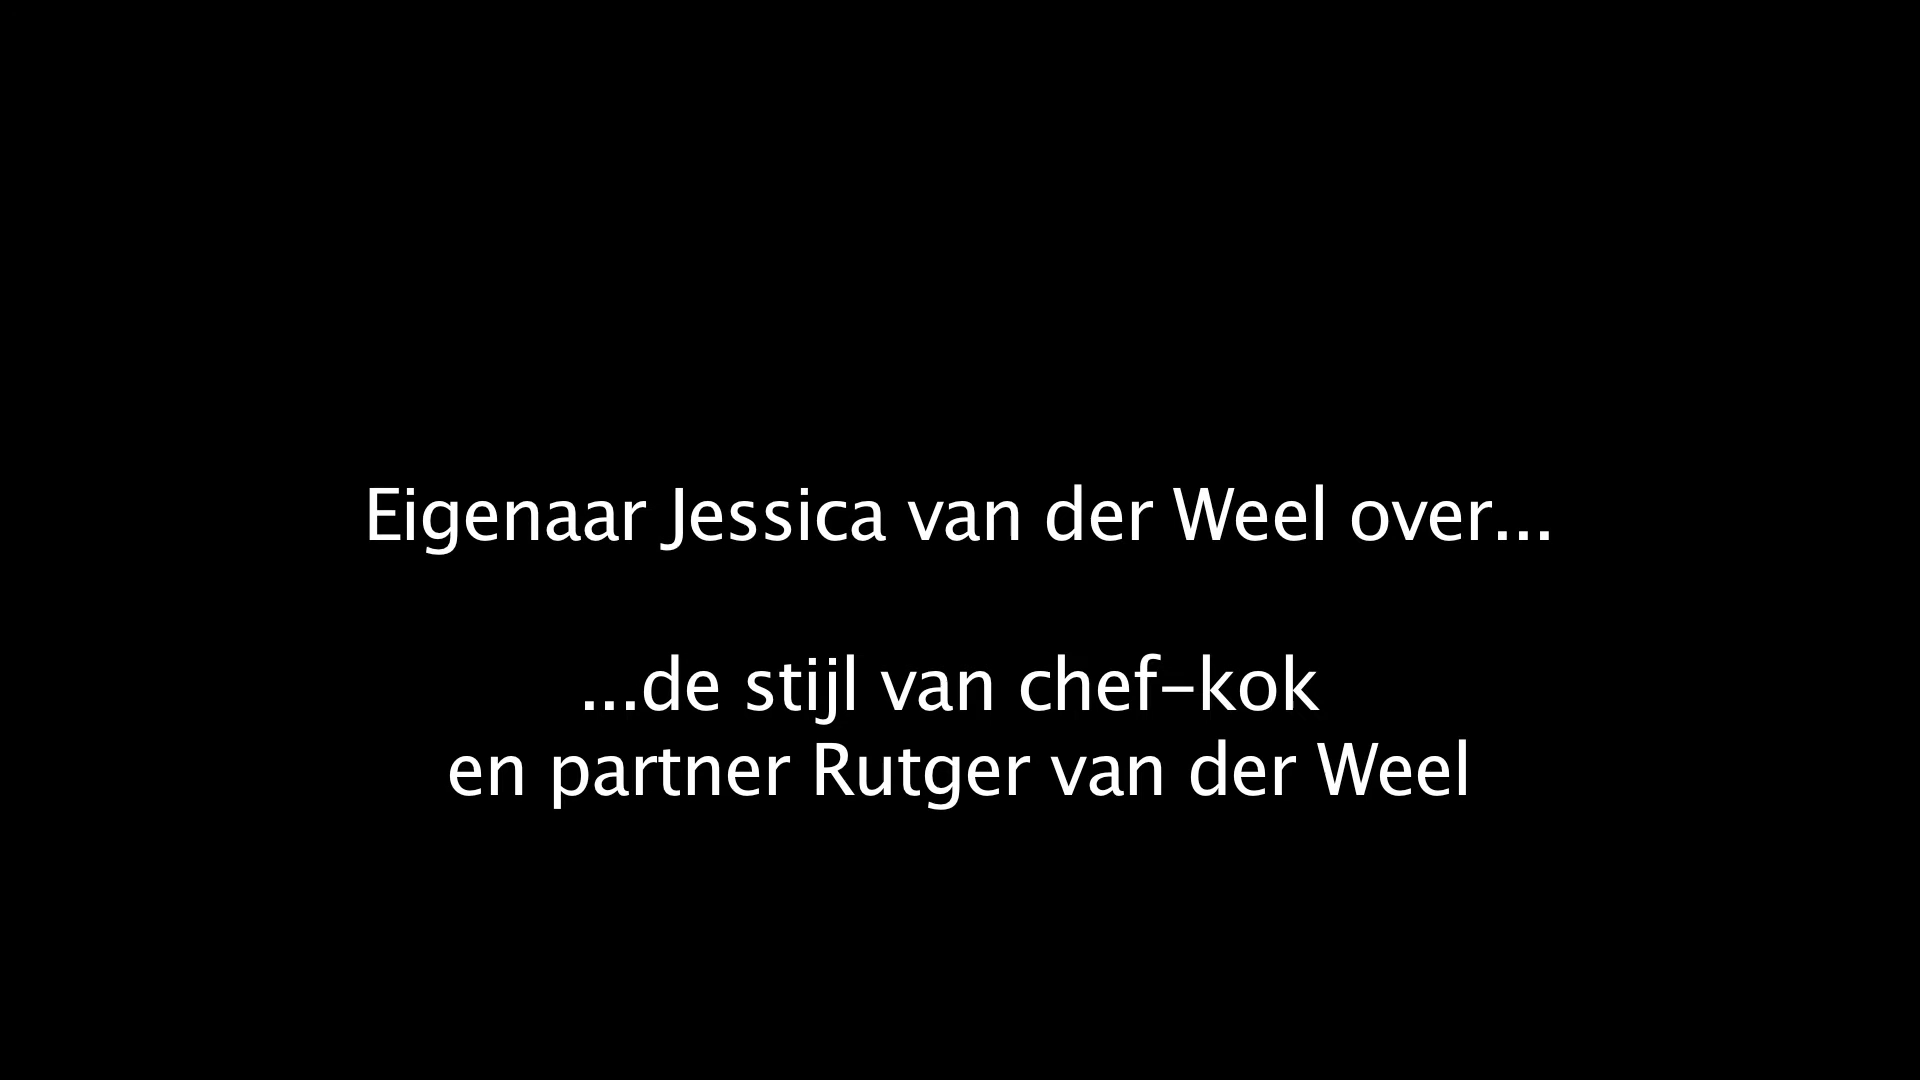 Eigenaar Jessica van der Weel over...
...de stijl van chef-kok
en partner Rutger van der Weel